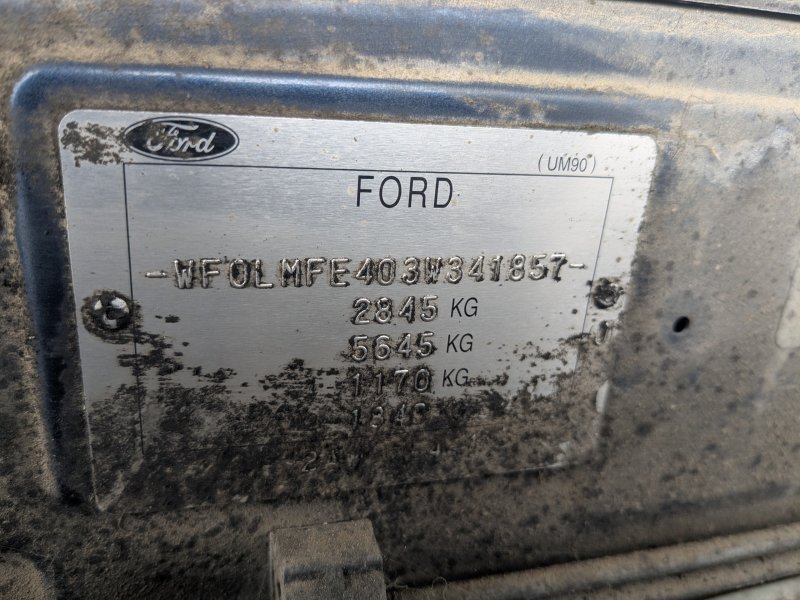 Ford
(UM90)
FORD
-WF0LMFE403W341857-
2845 KG
5645 KG
1170 KG